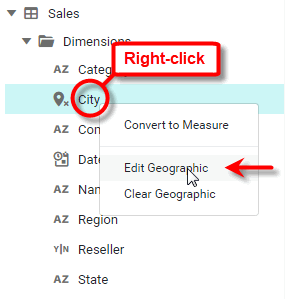 Sales
Dimensions
Right-click
AZ Catego
City
AZ Con
Convert to Measure
Date
Edit Geographic
AZ Nam
Clear Geographic
AZ Region
Y|N Reseller
AZ State